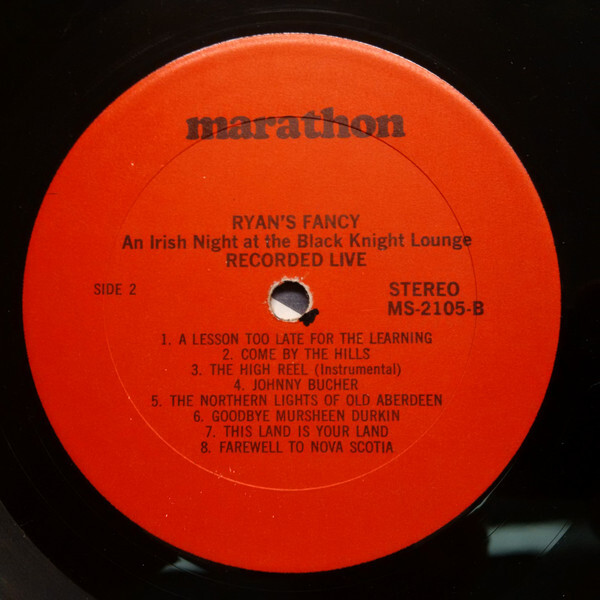 marathon
RYAN'S FANCY
An Irish Night at the Black Knight Lounge
RECORDED LIVE
SIDE 2
STEREO
MS-2105-B
1. A LESSON TOO LATE FOR THE LEARNING
2. COME BY THE HILLS
3. THE HIGH REEL (Instrumental)
4. JOHNNY BUCHER
5. THE NORTHERN LIGHTS OF OLD ABERDEEN
6. GOODBYE MURSHEEN DURKIN
7. THIS LAND IS YOUR LAND
8. FAREWELL TO NOVA SCOTIA